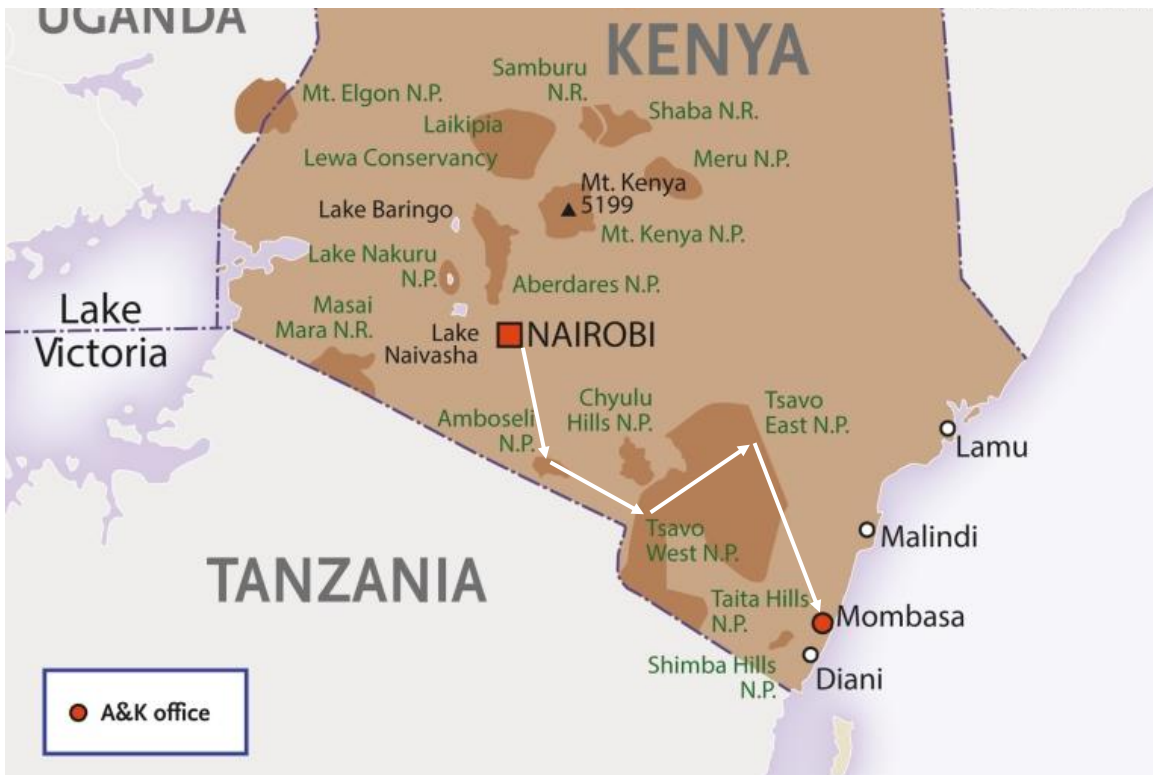 UGANDA
KENYA
Samburu
N.R.
Mt. Elgon N.P.
Shaba N.R.
Laikipia
Lewa Conservancy
Meru N.P.
Mt. Kenya
5199
Lake Baringo
Mt. Kenya N.P.
Lake Nakuru
N.P.
Aberdares N.P.
Masai
Mara N.R.
Lake
Victoria
Lake
Naivasha
NAIROBI
Chyulu
Hills N.P.
Tsavo
East N.P.
Amboseli
N.P.
Lamu
Tsavo
West N.P.
Malindi
TANZANIA
Taita Hills
N.P.
Mombasa
Shimba Hills
N.P.
Diani
A&K office